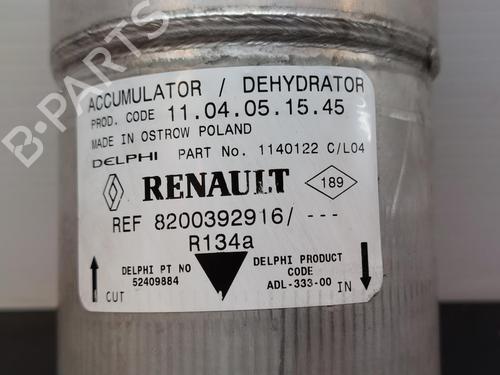 B-PARTS
ACCUMULATOR / DEHYDRATOR
PROD. CODE 11.04.05.15.45
MADE IN OSTROW POLAND
DELPHI PART No. 1140122 C/L04
RENAULT 189
REF 8200392916/ ---
R134a
DELPHI PT NO
52409884
DELPHI PRODUCT
CODE
ADL-333-00
CUT
IN